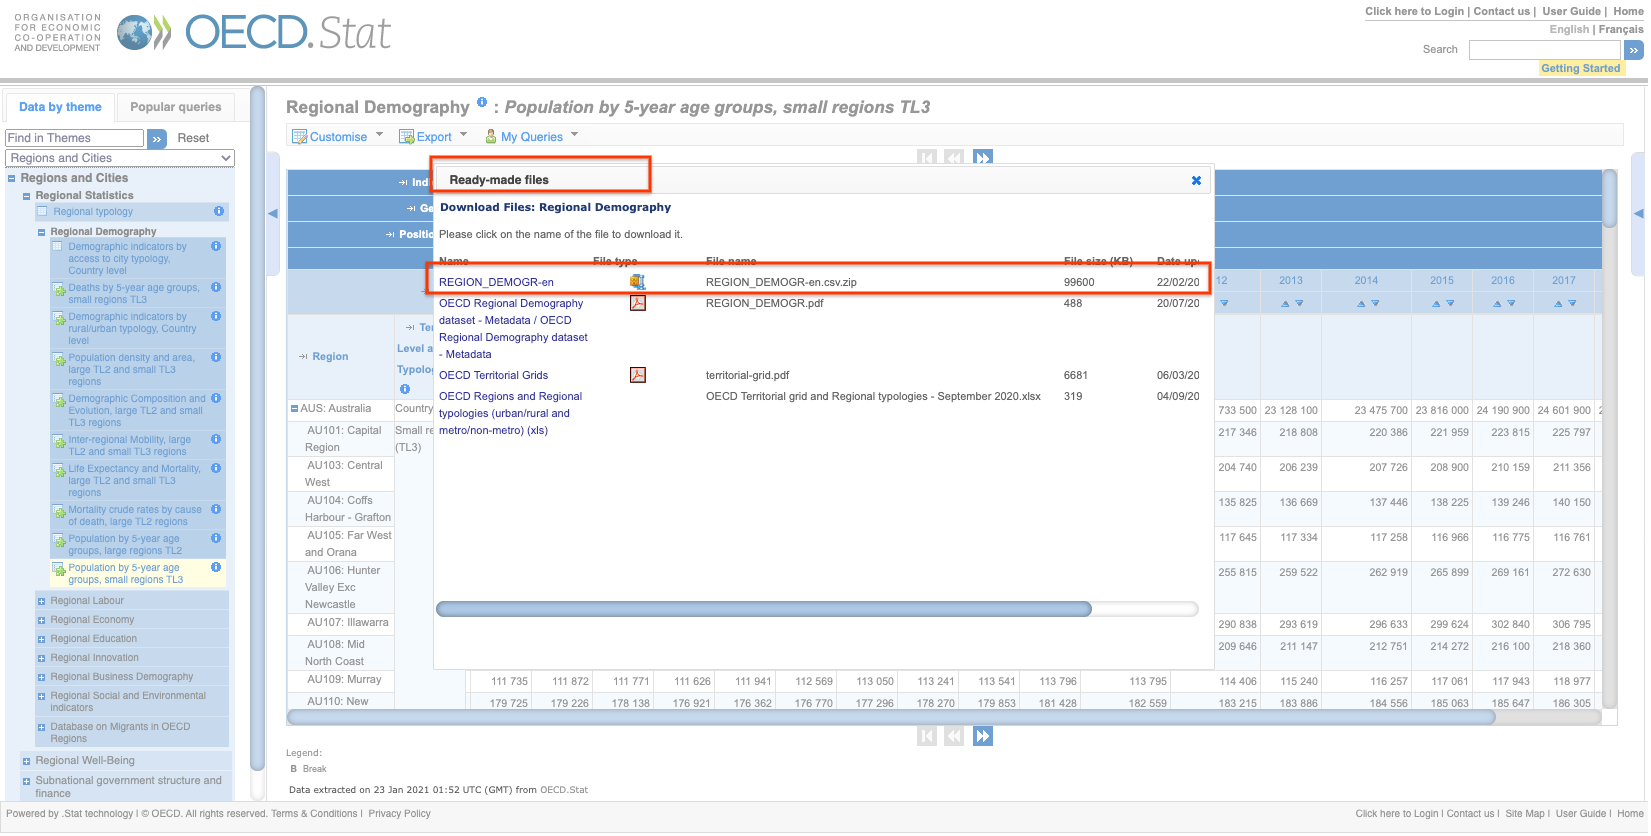 ORGANISATION
FOR ECONOMIC
CO-OPERATION
AND DEVELOPMENT
OECD.Stat
Click here to Login | Contact us | User Guide | Home
English | Français
Search
Getting Started
Data by theme
Popular queries
Find in Themes
Reset
Regions and Cities
Regions and Cities
Regional Statistics
Regional typology
Regional Demography
Demographic indicators by
access to city typology,
Country level
Deaths by 5-year age groups,
small regions TL3
Demographic indicators by
rural/urban typology, Country
level
Population density and area,
large TL2 and small TL3
regions
Demographic Composition and
Evolution, large TL2 and small
TL3 regions
Inter-regional Mobility, large
TL2 and small TL3 regions
Life Expectancy and Mortality,
large TL2 and small TL3
regions
Mortality crude rates by cause
of death, large TL2 regions
Population by 5-year age
groups, large regions TL2
Population by 5-year age
groups, small regions TL3
Regional Labour
Regional Economy
Regional Education
Regional Innovation
Regional Business Demography
Regional Social and Environmental
Indicators
Database on Migrants in OECD
Regions
Regional Well-Being
Subnational government structure and
finance
Regional Demography : Population by 5-year age groups, small regions TL3
Customise
Export
My Queries
Indi
Ge
Positio
Ready-made files
Download Files: Regional Demography
Please click on the name of the file to download it.
Name File type File name File size (KB) Date up
REGION_DEMOGR-en REGION_DEMOGR-en.csv.zip 99600 22/02/20
OECD Regional Demography REGION_DEMOGR.pdf 488 20/07/20
dataset - Metadata / OECD
Regional Demography dataset
- Metadata
OECD Territorial Grids territorial-grid.pdf 6681 06/03/20
OECD Regions and Regional OECD Territorial grid and Regional typologies - September 2020.xlsx 319 04/09/20
typologies (urban/rural and
metro/non-metro) (xls)
12 2013 2014 2015 2016 2017
Region
Te
Level a
Typolo
AUS: Australia Country 733 500 23 128 100 23 475 700 23 816 000 24 190 900 24 601 900 2
AU101: Capital
Region
Small re
(TL3)
217 346 218 808 220 386 221 959 223 815 225 797
AU103: Central
West
204 740 206 239 207 726 208 900 210 159 211 356
AU104: Coffs
Harbour - Grafton
135 825 136 669 137 446 138 225 139 246 140 150
AU105: Far West
and Orana
117 645 117 334 117 258 116 966 116 775 116 761
AU106: Hunter
Valley Exc
Newcastle
255 815 259 522 262 919 265 899 269 161 272 630
AU107: Illawarra 290 838 293 619 296 633 299 624 302 840 306 795
AU108: Mid
North Coast
209 646 211 147 212 751 214 272 216 100 218 360
AU109: Murray 111 735 111 872 111 771 111 626 111 941 112 569 113 050 113 241 113 541 113 796 113 795 114 406 115 240 116 257 117 061 117 943 118 977
AU110: New 179 725 179 226 178 138 176 921 176 362 176 770 177 296 178 270 179 853 181 428 182 559 183 215 183 886 184 556 185 063 185 647 186 305
Legend:
B Break
Data extracted on 23 Jan 2021 01:52 UTC (GMT) from OECD.Stat
Powered by .Stat technology | © OECD. All rights reserved. Terms & Conditions | Privacy Policy
Click here to Login | Contact us | Site Map | User Guide | Home